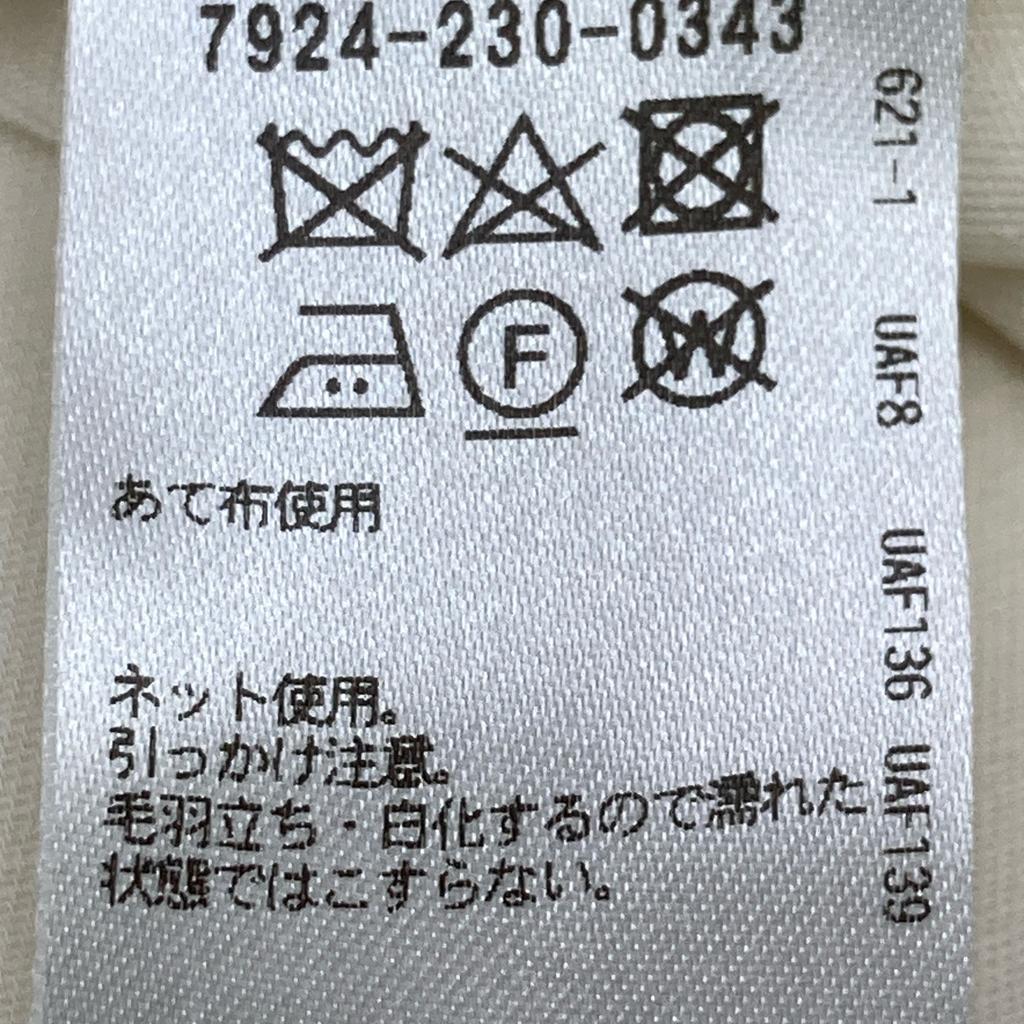 7924-230-0343
F
W
あて布使用
ネット使用。
引っかけ注意。
毛羽立ち・白化するので濡れた
状態ではこすらない。
621-1 UAF8 UAF136 UAF139